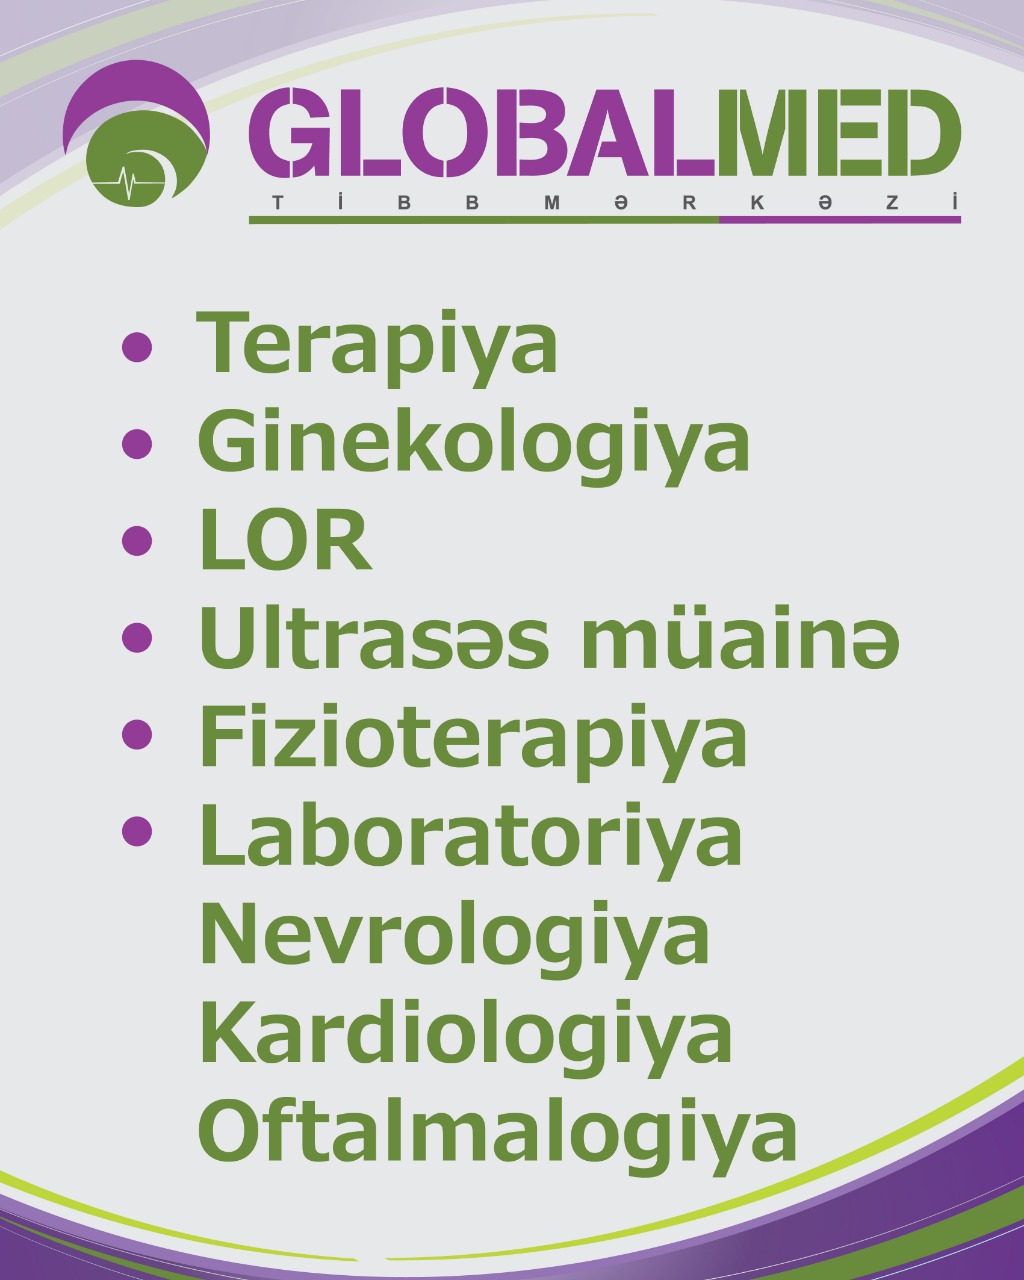 GLOBALMED
TİBB MƏRKƏZİ
• Terapiya
• Ginekologiya
• LOR
• Ultrasəs müainə
• Fizioterapiya
• Laboratoriya
Nevrologiya
Kardiologiya
Oftalmalogiya